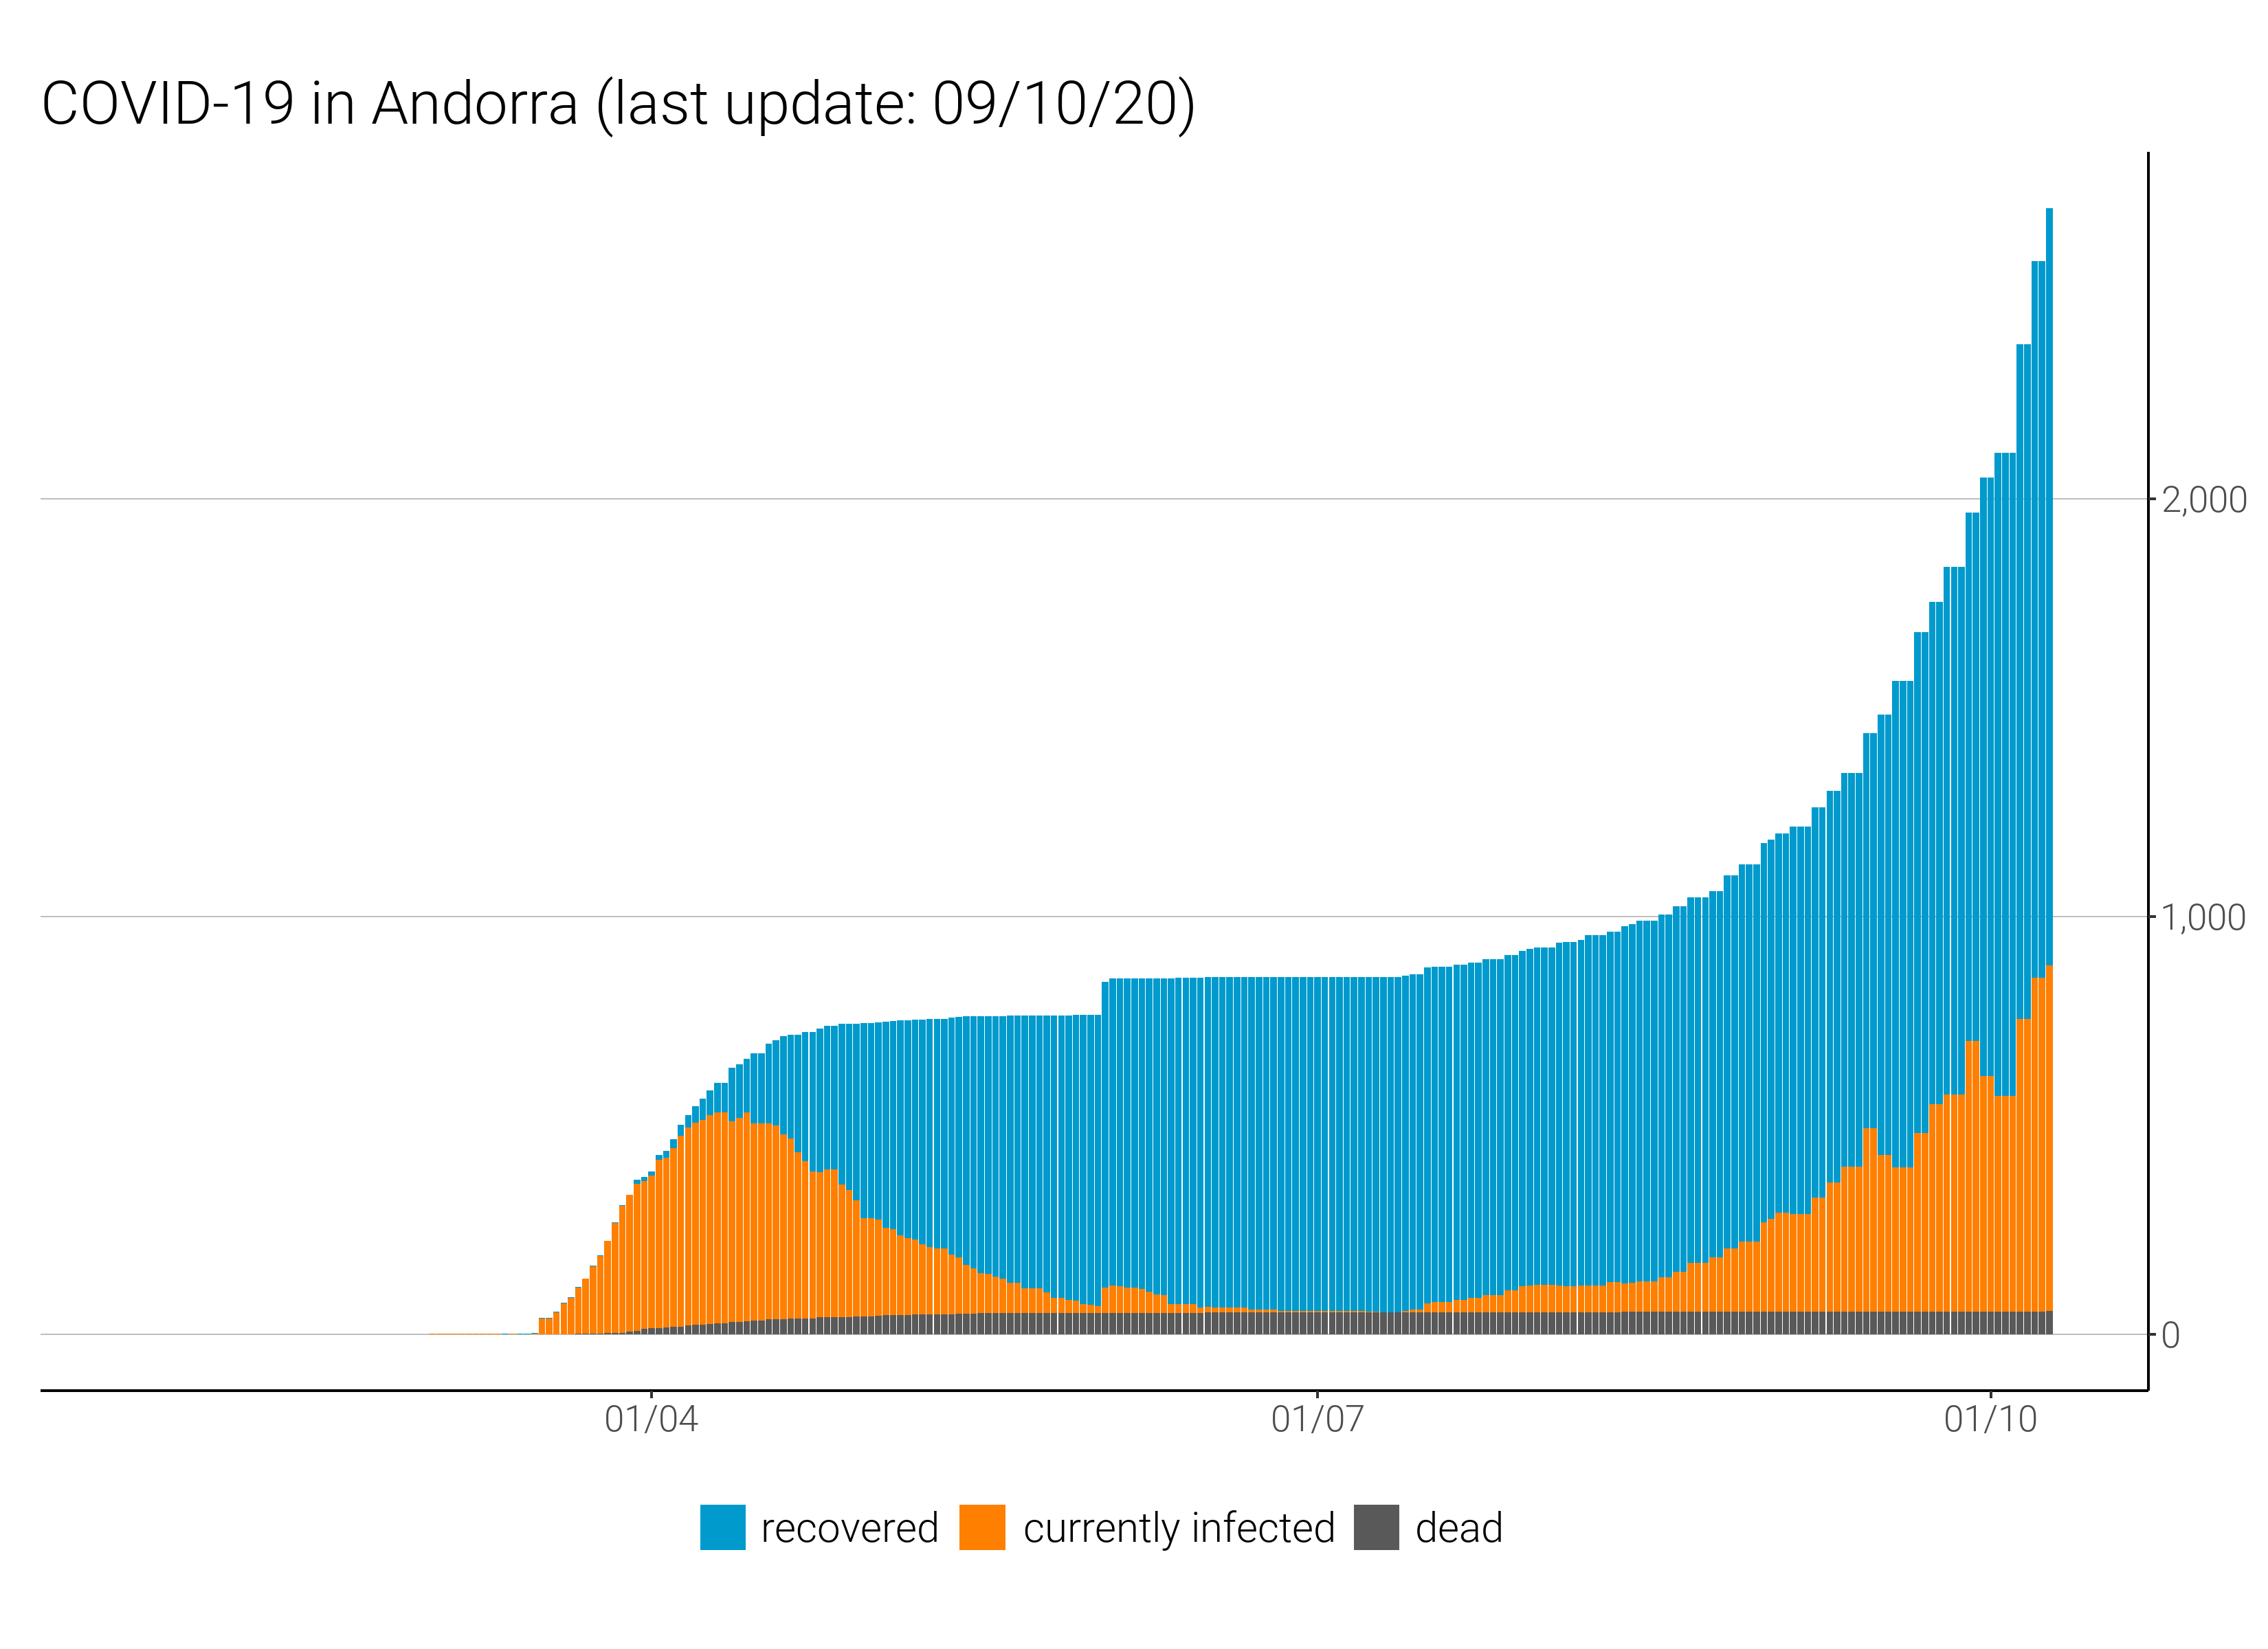 COVID-19 in Andorra (last update: 09/10/20)
2,000
1,000
0
01/04 01/07 01/10
recovered currently infected dead